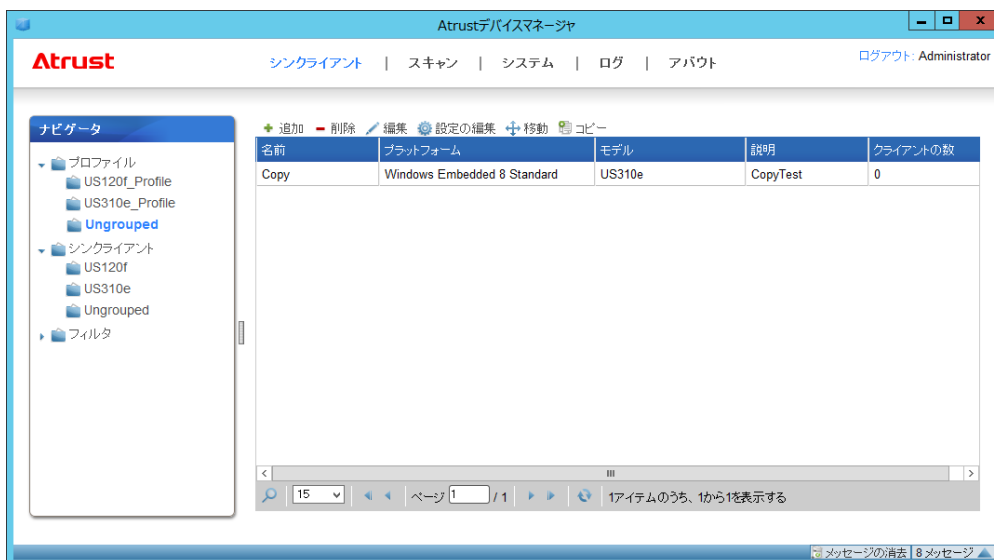 Atrustデバイスマネージャ
Atrust
シンクライアント | スキャン | システム | ログ | アバウト
ログアウト: Administrator
ナビゲータ
プロファイル
US120f_Profile
US310e_Profile
Ungrouped
シンクライアント
US120f
US310e
Ungrouped
フィルタ
追加 削除 編集 設定の編集 移動 コピー
名前 プラットフォーム モデル 説明 クライアントの数
Copy Windows Embedded 8 Standard US310e CopyTest 0
15 ページ 1 / 1 1アイテムのうち、1から1を表示する
メッセージの消去 8 メッセージ